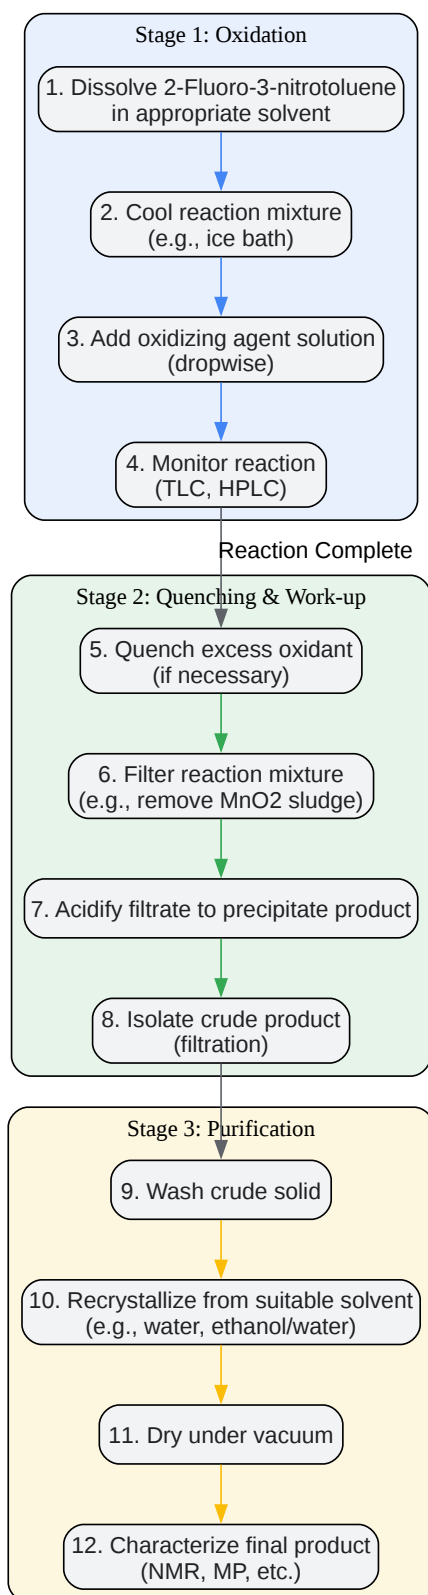 Stage 1: Oxidation
1. Dissolve 2-Fluoro-3-nitrotoluene
in appropriate solvent
2. Cool reaction mixture
(e.g., ice bath)
3. Add oxidizing agent solution
(dropwise)
4. Monitor reaction
(TLC, HPLC)
Reaction Complete
Stage 2: Quenching & Work-up
5. Quench excess oxidant
(if necessary)
6. Filter reaction mixture
(e.g., remove MnO2 sludge)
7. Acidify filtrate to precipitate product
8. Isolate crude product
(filtration)
Stage 3: Purification
9. Wash crude solid
10. Recrystallize from suitable solvent
(e.g., water, ethanol/water)
11. Dry under vacuum
12. Characterize final product
(NMR, MP, etc.)